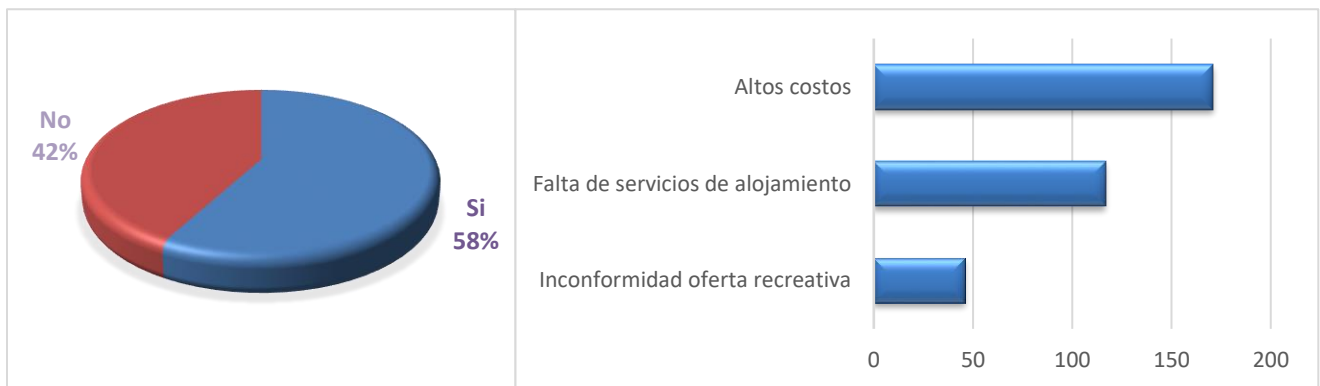 No
42%
Si
58%
Altos costos
Falta de servicios de alojamiento
Inconformidad oferta recreativa
0 50 100 150 200